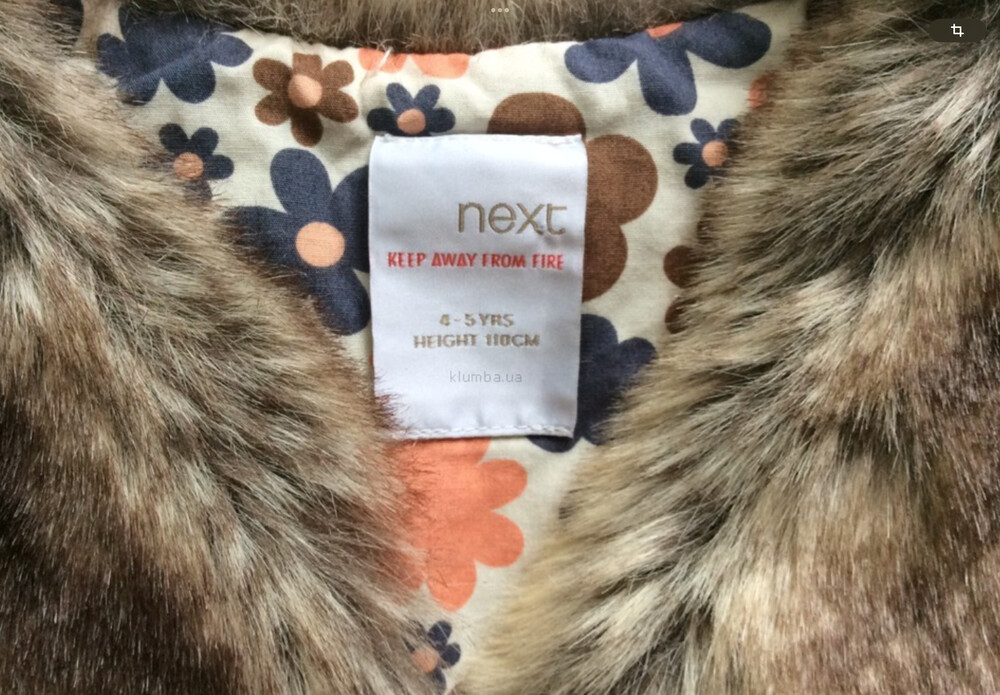 next
KEEP AWAY FROM FIRE
4-5 YRS
HEIGHT 110CM
klumba.ua